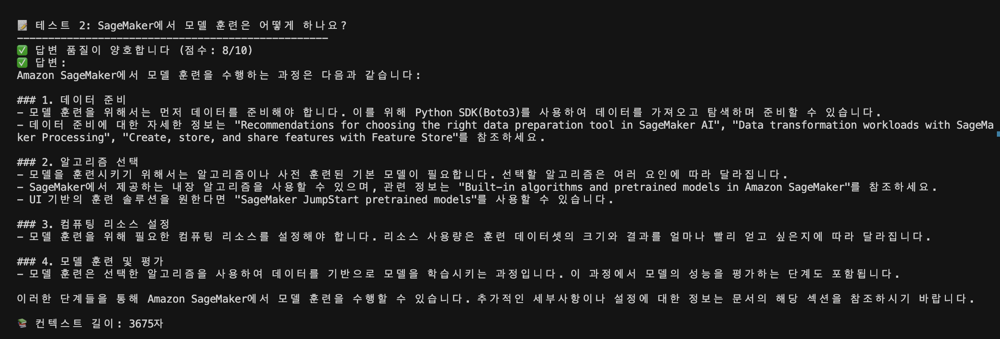 📝 테스트 2: SageMaker에서 모델 훈련은 어떻게 하나요?
--------------------------------------------------
✅ 답변 품질이 양호합니다 (점수: 8/10)
✅ 답변:
Amazon SageMaker에서 모델 훈련을 수행하는 과정은 다음과 같습니다:
### 1. 데이터 준비
- 모델 훈련을 위해서는 먼저 데이터를 준비해야 합니다. 이를 위해 Python SDK(Boto3)를 사용하여 데이터를 가져오고 탐색하며 준비할 수 있습니다.
- 데이터 준비에 대한 자세한 정보는 "Recommendations for choosing the right data preparation tool in SageMaker AI", "Data transformation workloads with SageMa
ker Processing", "Create, store, and share features with Feature Store"를 참조하세요.
### 2. 알고리즘 선택
- 모델을 훈련시키기 위해서는 알고리즘이나 사전 훈련된 기본 모델이 필요합니다. 선택할 알고리즘은 여러 요인에 따라 달라집니다.
- SageMaker에서 제공하는 내장 알고리즘을 사용할 수 있으며, 관련 정보는 "Built-in algorithms and pretrained models in Amazon SageMaker"를 참조하세요.
- UI 기반의 훈련 솔루션을 원한다면 "SageMaker JumpStart pretrained models"를 사용할 수 있습니다.
### 3. 컴퓨팅 리소스 설정
- 모델 훈련을 위해 필요한 컴퓨팅 리소스를 설정해야 합니다. 리소스 사용량은 훈련 데이터셋의 크기와 결과를 얼마나 빨리 얻고 싶은지에 따라 달라집니다.
### 4. 모델 훈련 및 평가
- 모델 훈련은 선택한 알고리즘을 사용하여 데이터를 기반으로 모델을 학습시키는 과정입니다. 이 과정에서 모델의 성능을 평가하는 단계도 포함됩니다.
이러한 단계들을 통해 Amazon SageMaker에서 모델 훈련을 수행할 수 있습니다. 추가적인 세부사항이나 설정에 대한 정보는 문서의 해당 섹션을 참조하시기 바랍니다.
📚 컨텍스트 길이: 3675자